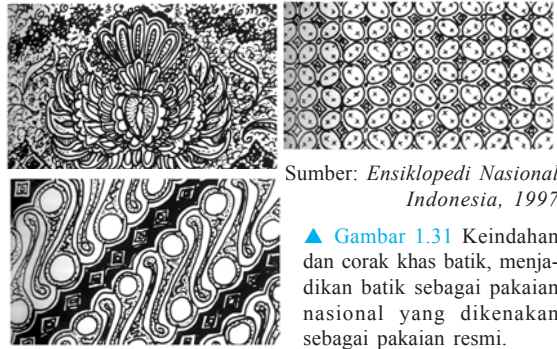 Sumber: Ensiklopedi Nasional
Indonesia, 1997
▲ Gambar 1.31 Keindahan
dan corak khas batik, menja-
dikan batik sebagai pakaian
nasional yang dikenakan
sebagai pakaian resmi.